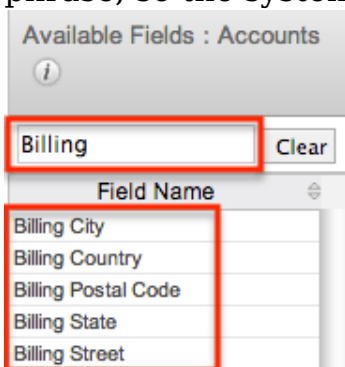 phrase, so the system
Available Fields : Accounts
i
Billing Clear
Field Name
Billing City
Billing Country
Billing Postal Code
Billing State
Billing Street